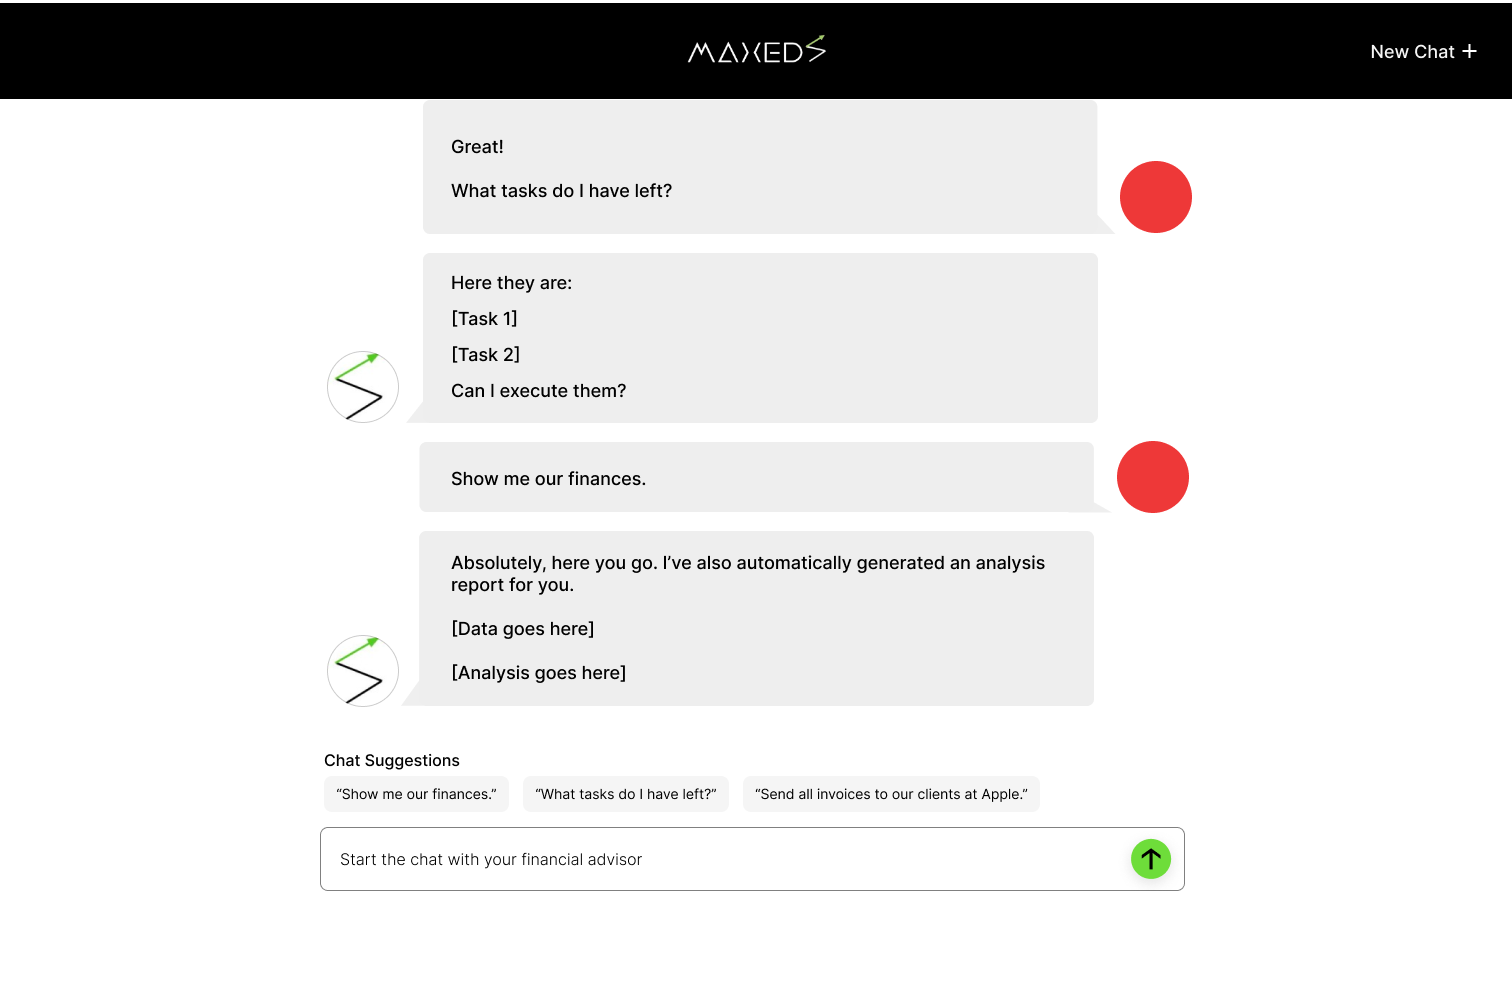 MAXEDS
New Chat +
Great!
What tasks do I have left?
Here they are:
[Task 1]
[Task 2]
Can I execute them?
Show me our finances.
Absolutely, here you go. I’ve also automatically generated an analysis
report for you.
[Data goes here]
[Analysis goes here]
Chat Suggestions
“Show me our finances.” “What tasks do I have left?” “Send all invoices to our clients at Apple.”
Start the chat with your financial advisor